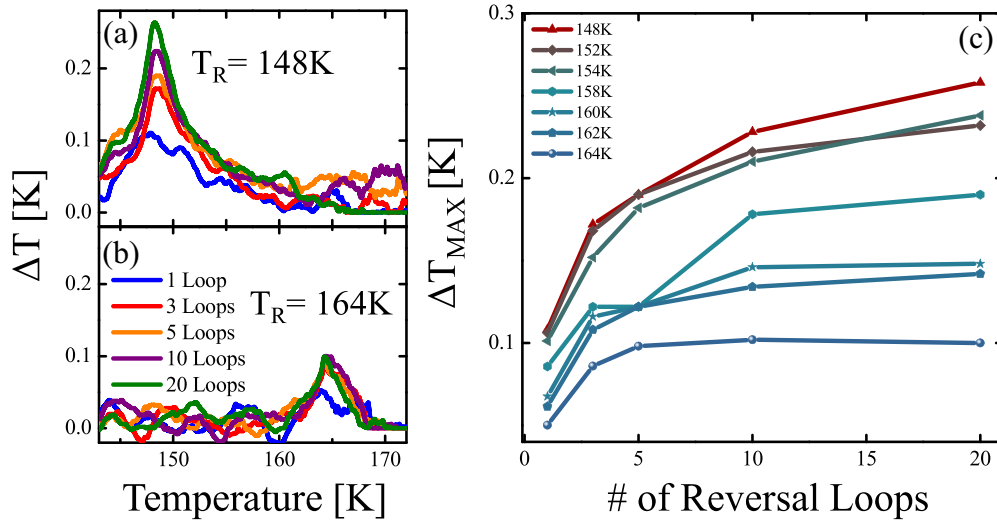 (a)
T_R= 148K
0.2
0.1
0.0
ΔT [K]
(b)
1 Loop
3 Loops
5 Loops
10 Loops
20 Loops
T_R= 164K
0.2
0.1
0.0
150 160 170
Temperature [K]
(c)
148K
152K
154K
158K
160K
162K
164K
0.3
0.2
0.1
ΔT_MAX [K]
0 5 10 15 20
# of Reversal Loops